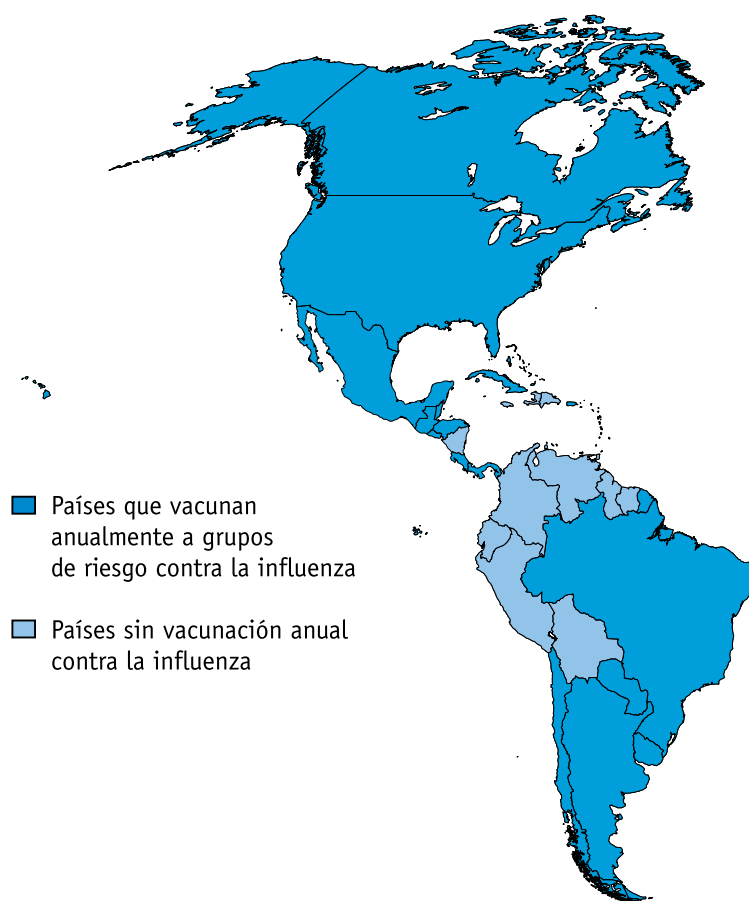 Países que vacunan
anualmente a grupos
de riesgo contra la influenza
Países sin vacunación anual
contra la influenza